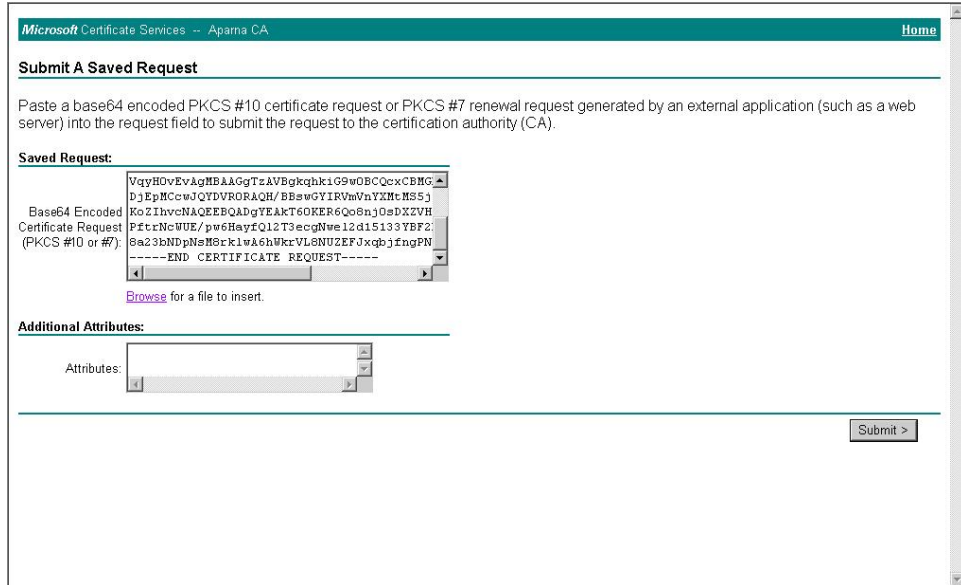 Microsoft Certificate Services -- Aparna CA Home
Submit A Saved Request
Paste a base64 encoded PKCS #10 certificate request or PKCS #7 renewal request generated by an external application (such as a web
server) into the request field to submit the request to the certification authority (CA).
Saved Request:
Base64 Encoded
Certificate Request
(PKCS #10 or #7):
VqyHOvEvAgMBAAGgTzAVBgkqhkiG9w0BCQcxCBMG
DjEpMCcwJQYDVR0RAQH/BBswGYIRVmVnYXMtMS5j
KoZIhvcNAQEEBQADgYEAkT6OKER6Qo8nj0sDXZVH
PftrNcWUE/pw6HayfQl2T3ecgNwe12d15133YBF2
8a23bNDpNsM8rklwA6hWkrVL8NUZEFJxqbjfngPN
-----END CERTIFICATE REQUEST-----
Browse for a file to insert.
Additional Attributes:
Attributes:
Submit >